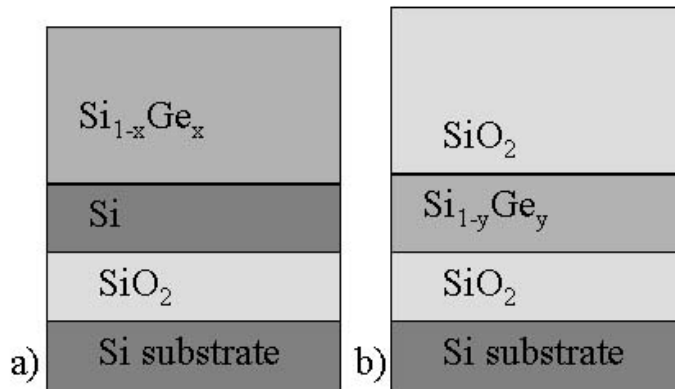 Si₁₋ₓGeₓ
Si
SiO₂
Si substrate
a)
SiO₂
Si₁₋yGey
SiO₂
Si substrate
b)